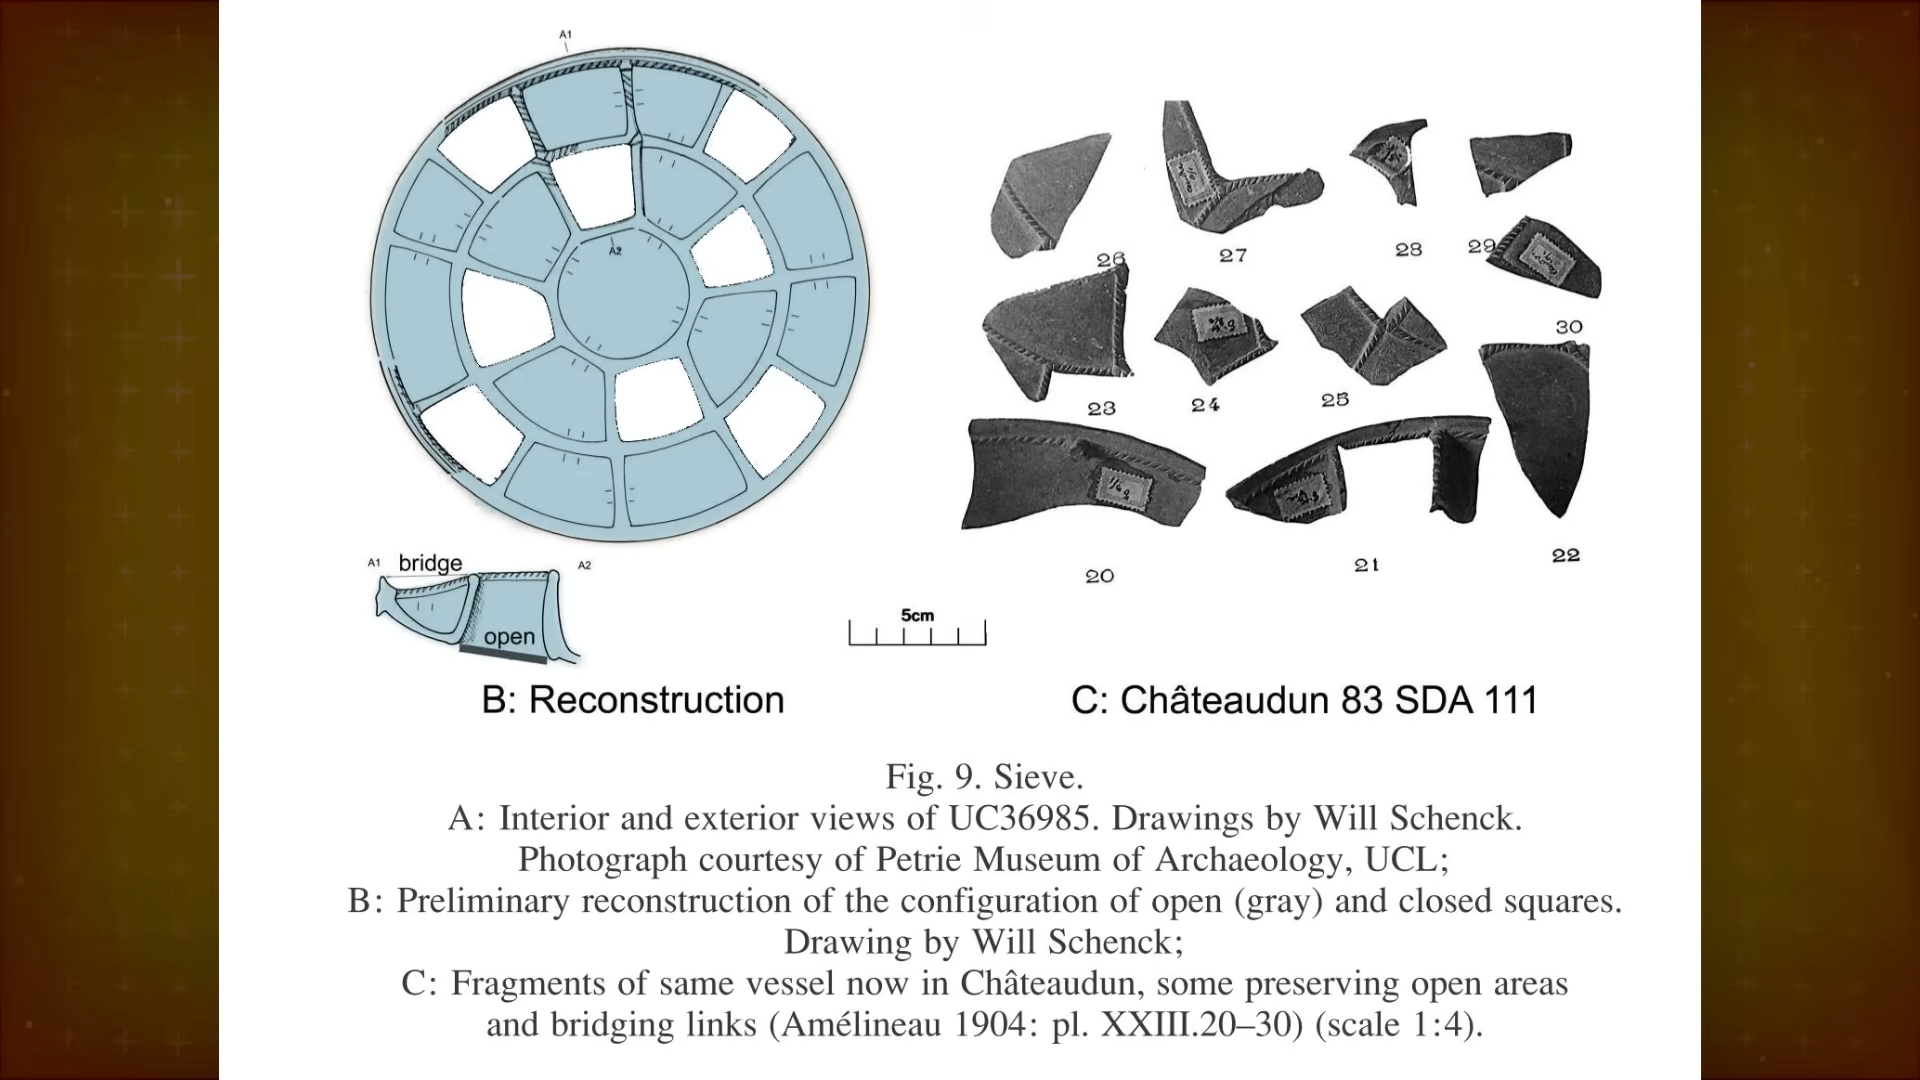 A1
A2
A1 bridge A2
open
26
27
28
29
30
23
24
25
20
21
22
5cm
B: Reconstruction
C: Châteaudun 83 SDA 111
Fig. 9. Sieve.
A: Interior and exterior views of UC36985. Drawings by Will Schenck.
Photograph courtesy of Petrie Museum of Archaeology, UCL;
B: Preliminary reconstruction of the configuration of open (gray) and closed squares.
Drawing by Will Schenck;
C: Fragments of same vessel now in Châteaudun, some preserving open areas
and bridging links (Amélineau 1904: pl. XXIII.20–30) (scale 1:4).